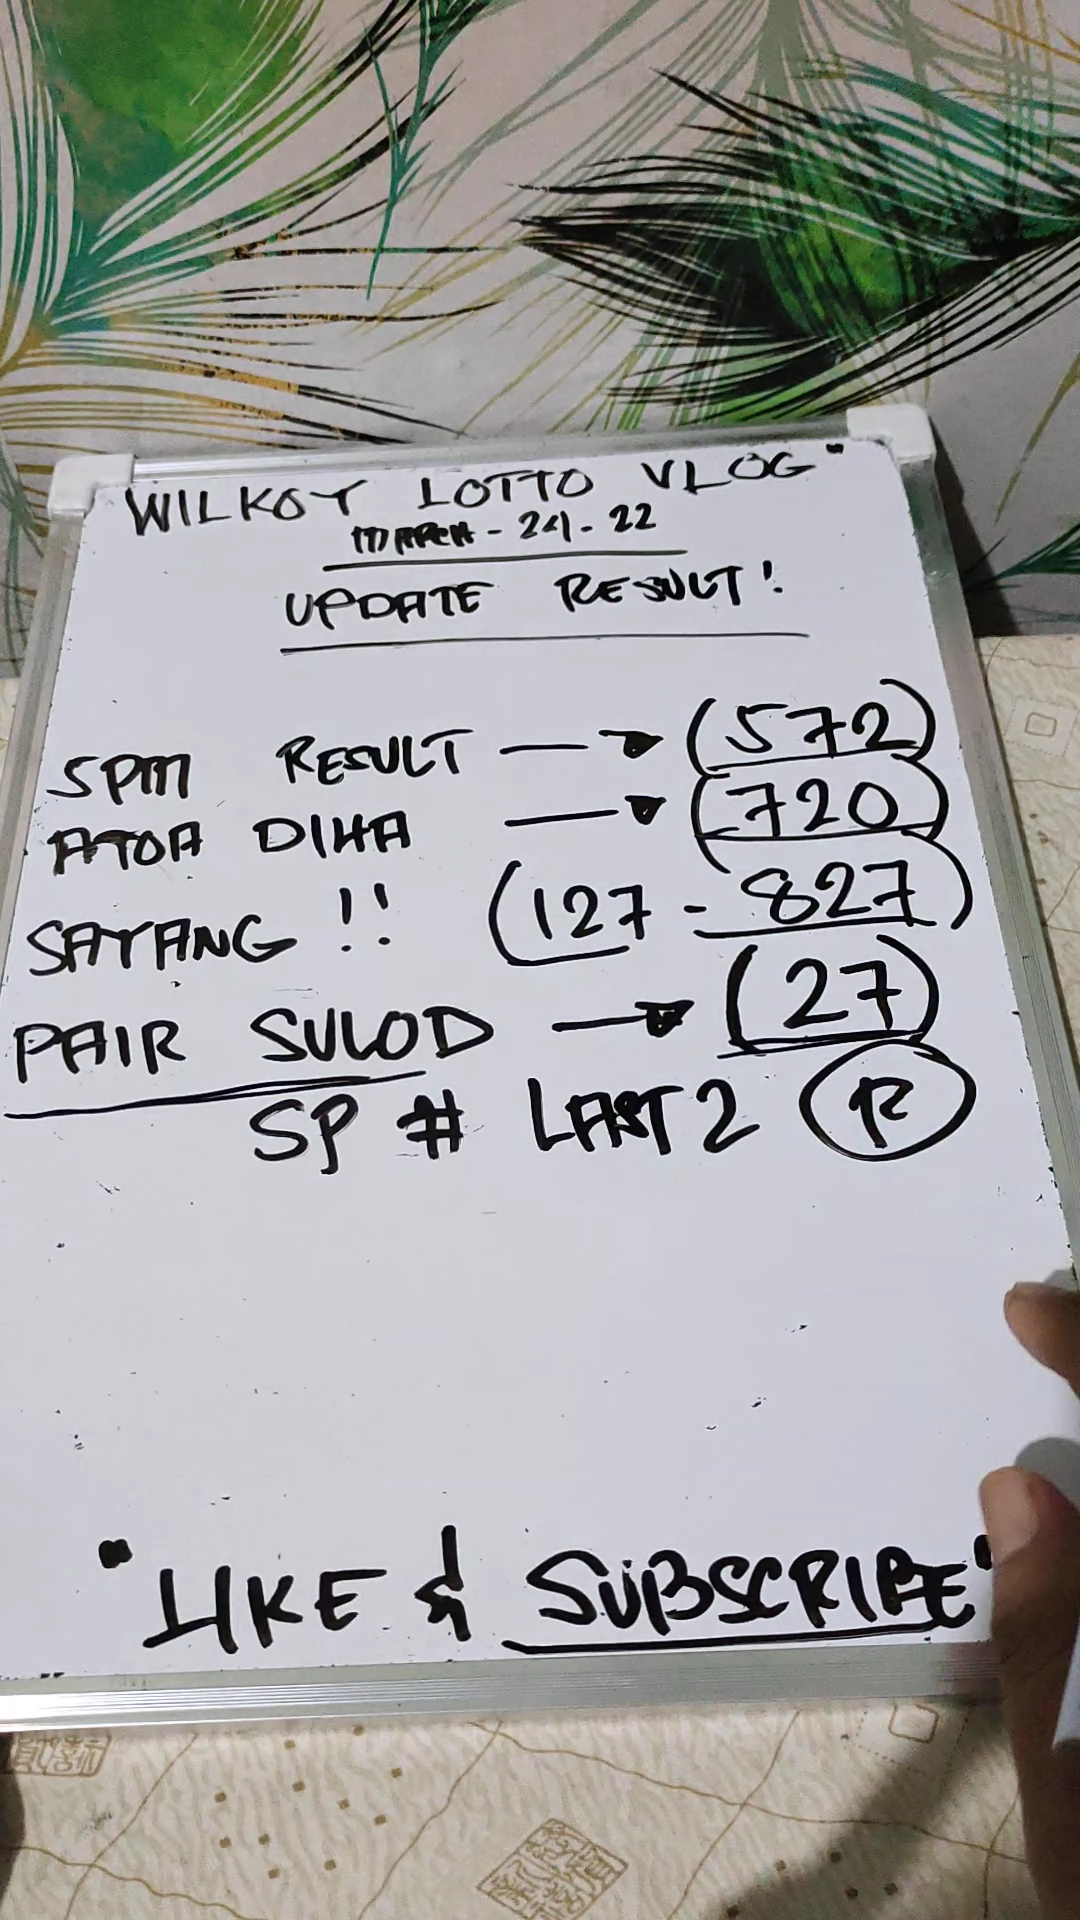 WILKOY LOTTO VLOG"
MARCH - 24 - 22
UPDATE RESULT!
5PM RESULT → (572)
ATOA DIHA → (720)
SAYANG !! (127 - 827)
PAIR SULOD → (27)
SP # LAST 2 (R)
"LIKE & SUBSCRIBE"